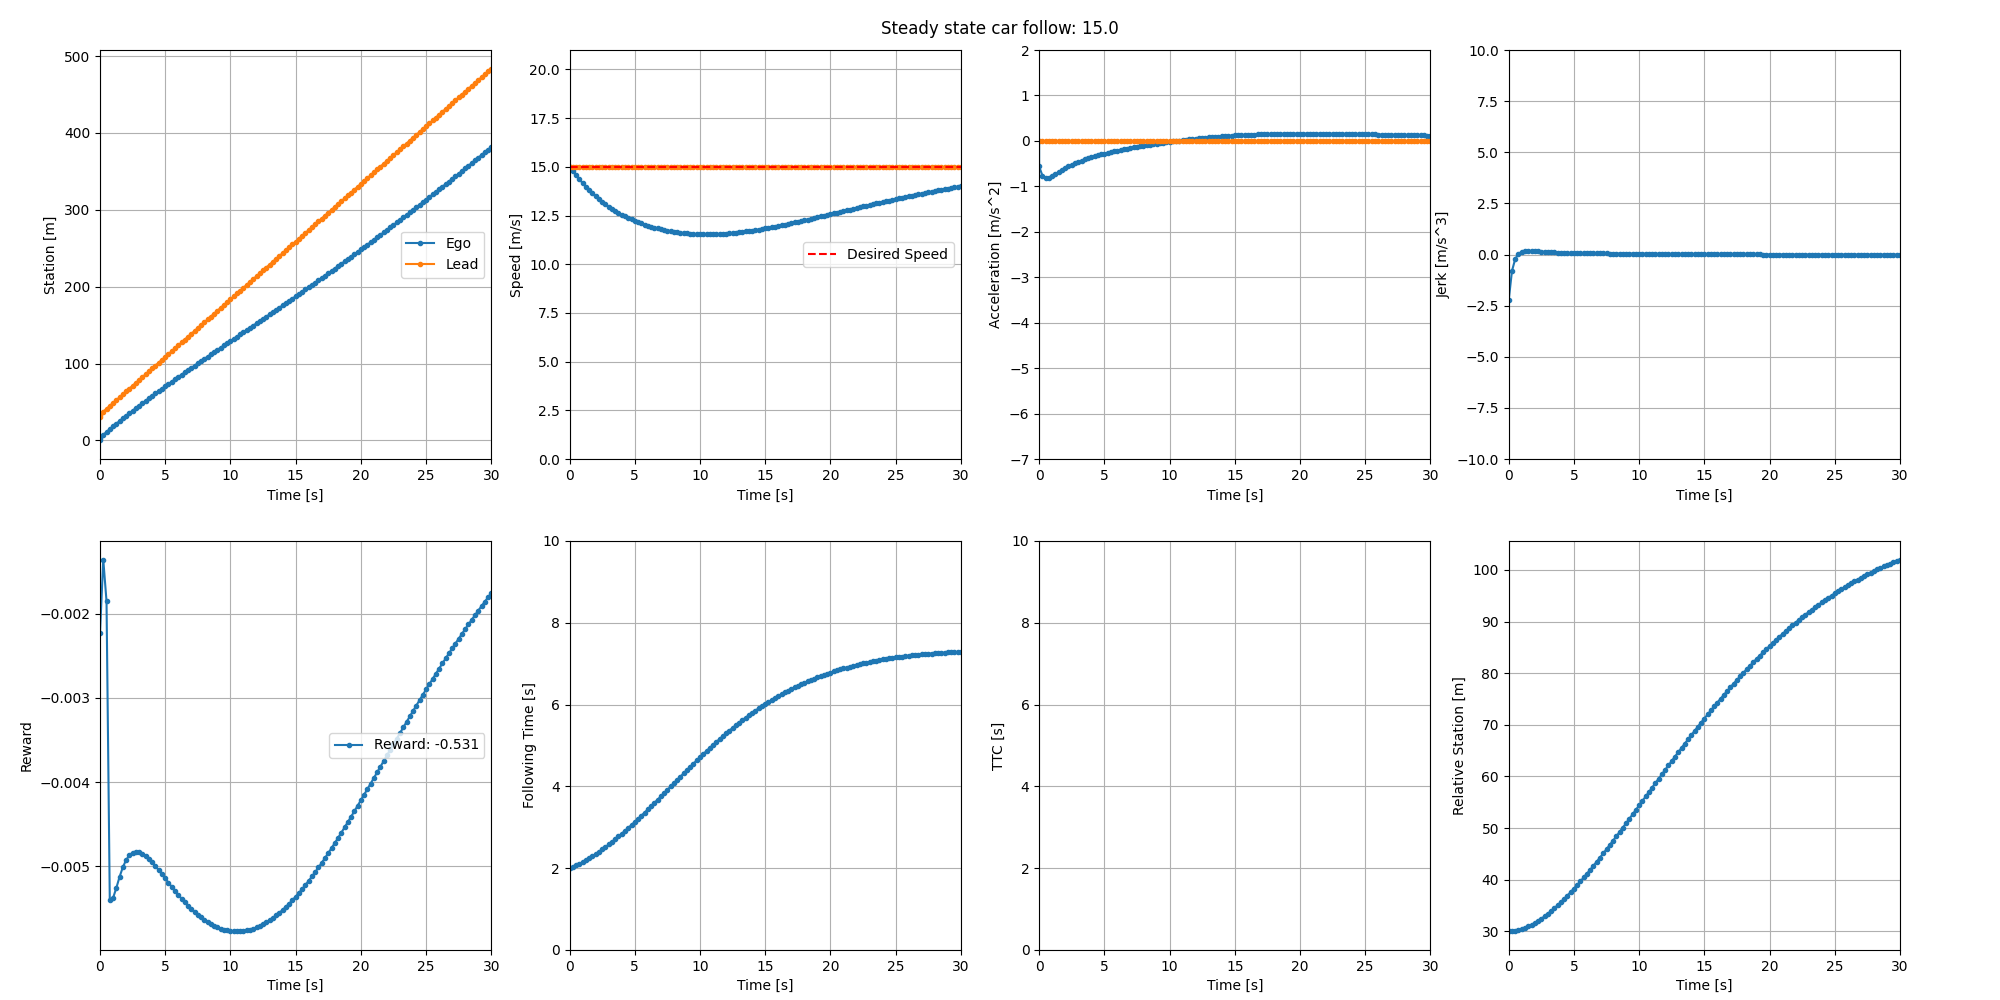 Steady state car follow: 15.0
Station [m]
500
400
300
200
100
0
Ego
Lead
0 5 10 15 20 25 30
Time [s]
Speed [m/s]
20.0
17.5
15.0
12.5
10.0
7.5
5.0
2.5
0.0
Desired Speed
0 5 10 15 20 25 30
Time [s]
Acceleration [m/s^2]
2
1
0
−1
−2
−3
−4
−5
−6
−7
0 5 10 15 20 25 30
Time [s]
Jerk [m/s^3]
10.0
7.5
5.0
2.5
0.0
−2.5
−5.0
−7.5
−10.0
0 5 10 15 20 25 30
Time [s]
Reward
−0.002
−0.003
−0.004
−0.005
Reward: -0.531
0 5 10 15 20 25 30
Time [s]
Following Time [s]
10
8
6
4
2
0
0 5 10 15 20 25 30
Time [s]
TTC [s]
10
8
6
4
2
0
0 5 10 15 20 25 30
Time [s]
Relative Station [m]
100
90
80
70
60
50
40
30
0 5 10 15 20 25 30
Time [s]